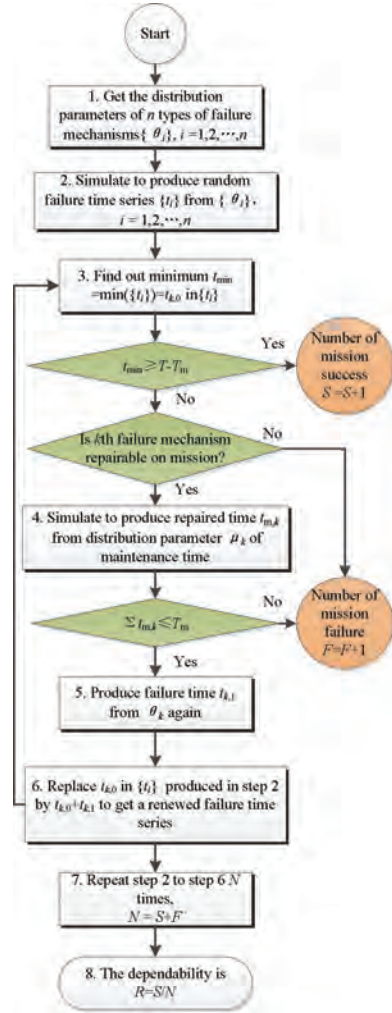 Start
1. Get the distribution
parameters of n types of failure
mechanisms{ θi}, i =1,2,⋯,n
2. Simulate to produce random
failure time series {ti} from { θi} ,
i = 1,2,⋯,n
3. Find out minimum tmin
=min({ti})=tk,0 in{ti}
tmin≥T-Tm
Yes
Number of
mission
success
S =S+1
No
Is kth failure mechanism
repairable on mission?
No
Yes
4. Simulate to produce repaired time tm,k
from distribution parameter μk of
maintenance time
Σ tm,k≤Tm
No
Number of
mission
failure
F=F+1
Yes
5. Produce failure time tk,1
from θk again
6. Replace tk,0 in {ti} produced in step 2
by tk,0+tk,1 to get a renewed failure time
series
7. Repeat step 2 to step 6 N
times,
N = S+F
8. The dependability is
R=S/N